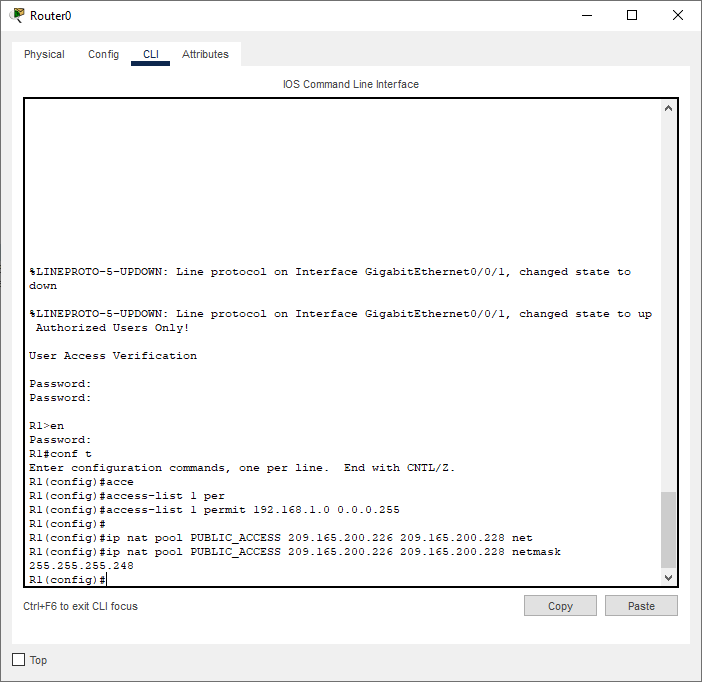 Router0
Physical Config CLI Attributes
IOS Command Line Interface
%LINEPROTO-5-UPDOWN: Line protocol on Interface GigabitEthernet0/0/1, changed state to
down
%LINEPROTO-5-UPDOWN: Line protocol on Interface GigabitEthernet0/0/1, changed state to up
Authorized Users Only!
User Access Verification
Password:
Password:
R1>en
Password:
R1#conf t
Enter configuration commands, one per line.  End with CNTL/Z.
R1(config)#acce
R1(config)#access-list 1 per
R1(config)#access-list 1 permit 192.168.1.0 0.0.0.255
R1(config)#
R1(config)#ip nat pool PUBLIC_ACCESS 209.165.200.226 209.165.200.228 net
R1(config)#ip nat pool PUBLIC_ACCESS 209.165.200.226 209.165.200.228 netmask
255.255.255.248
R1(config)#
Ctrl+F6 to exit CLI focus
Copy Paste
Top